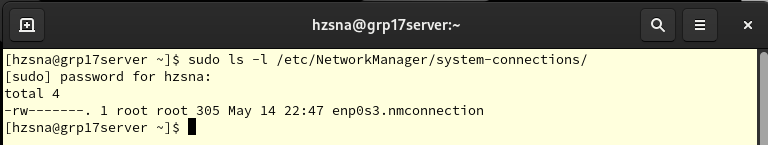 hzsna@grp17server:~
[hzsna@grp17server ~]$ sudo ls -l /etc/NetworkManager/system-connections/
[sudo] password for hzsna:
total 4
-rw-------. 1 root root 305 May 14 22:47 enp0s3.nmconnection
[hzsna@grp17server ~]$